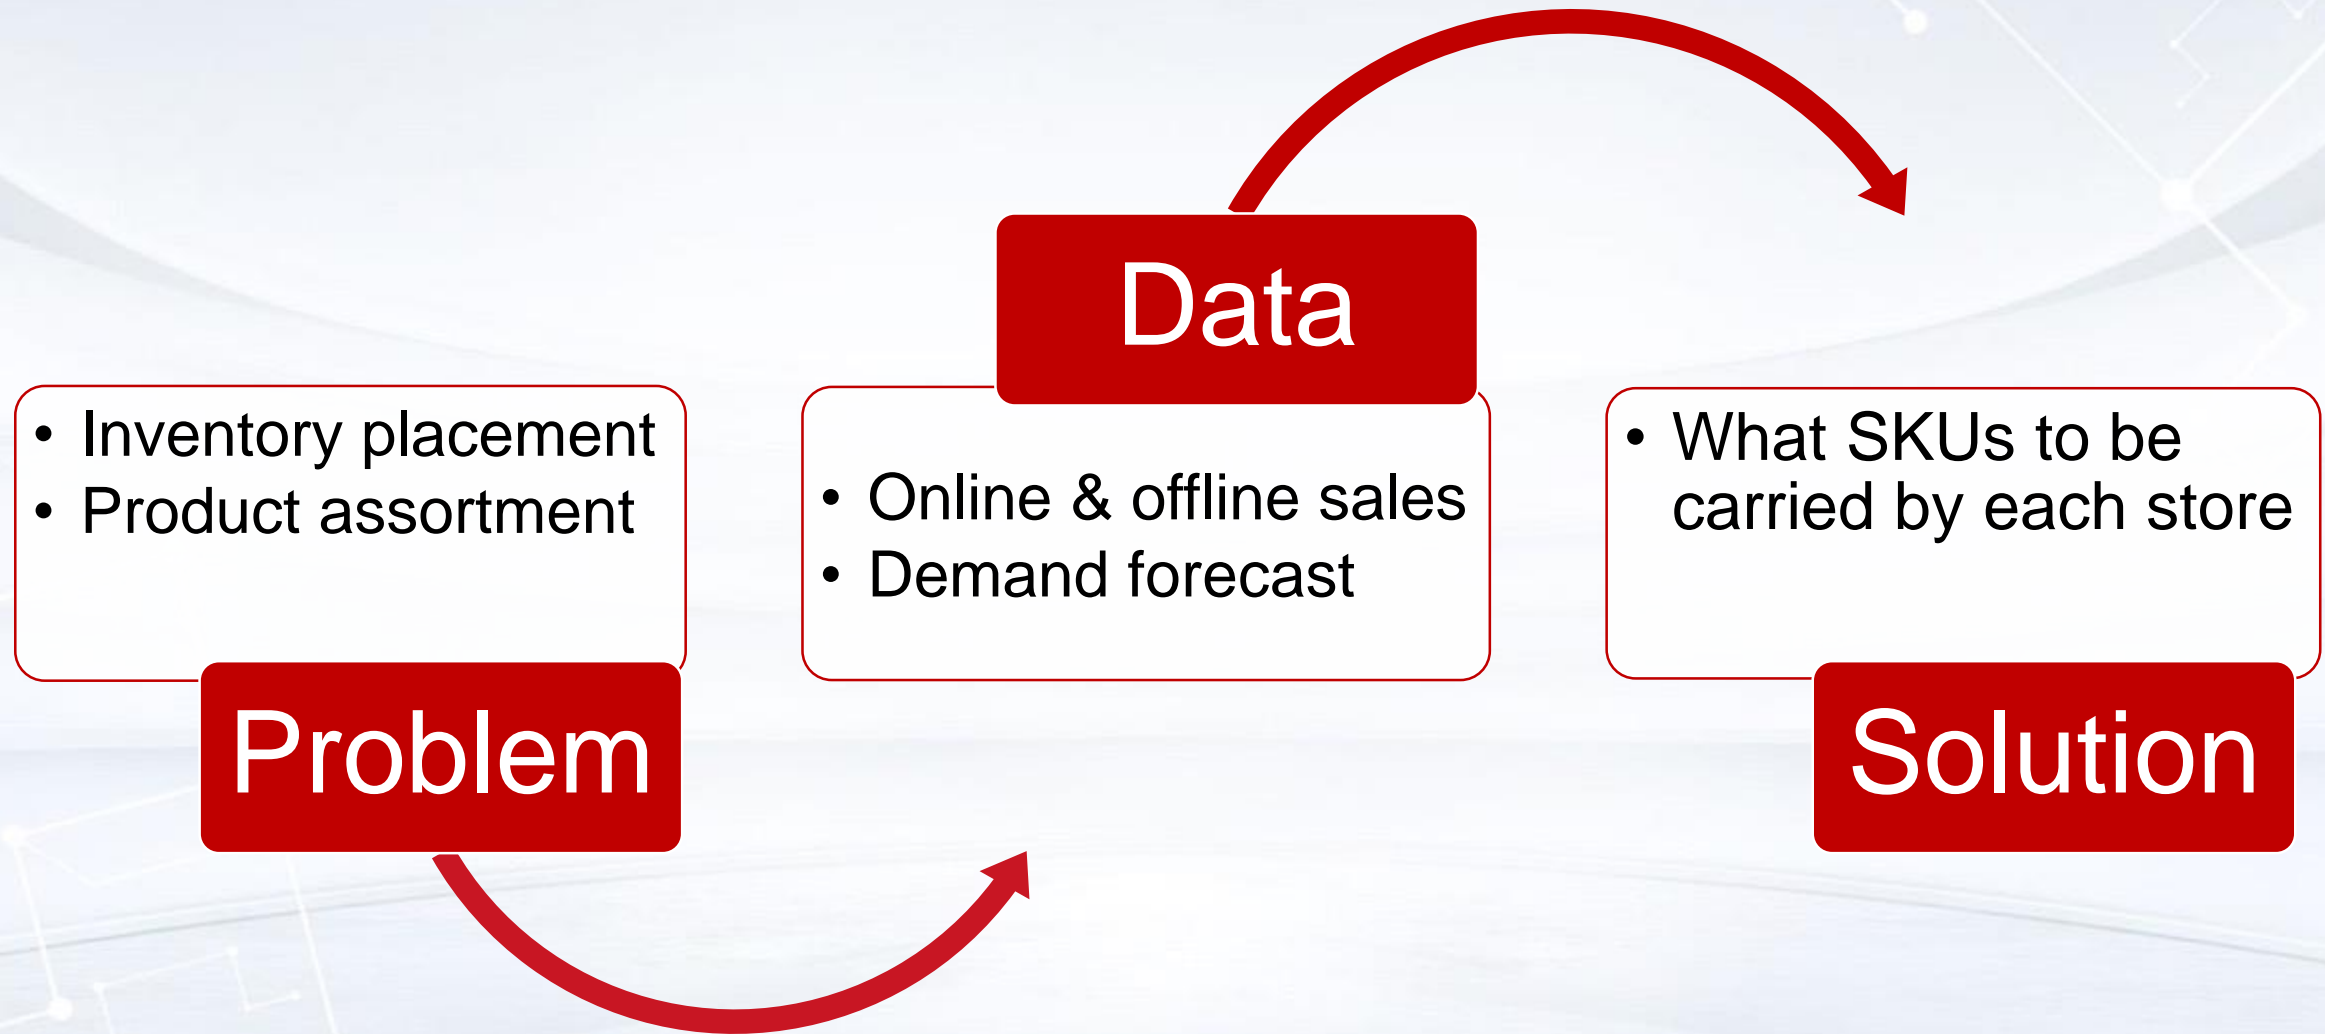 • Inventory placement
• Product assortment
Problem
Data
• Online & offline sales
• Demand forecast
• What SKUs to be
carried by each store
Solution